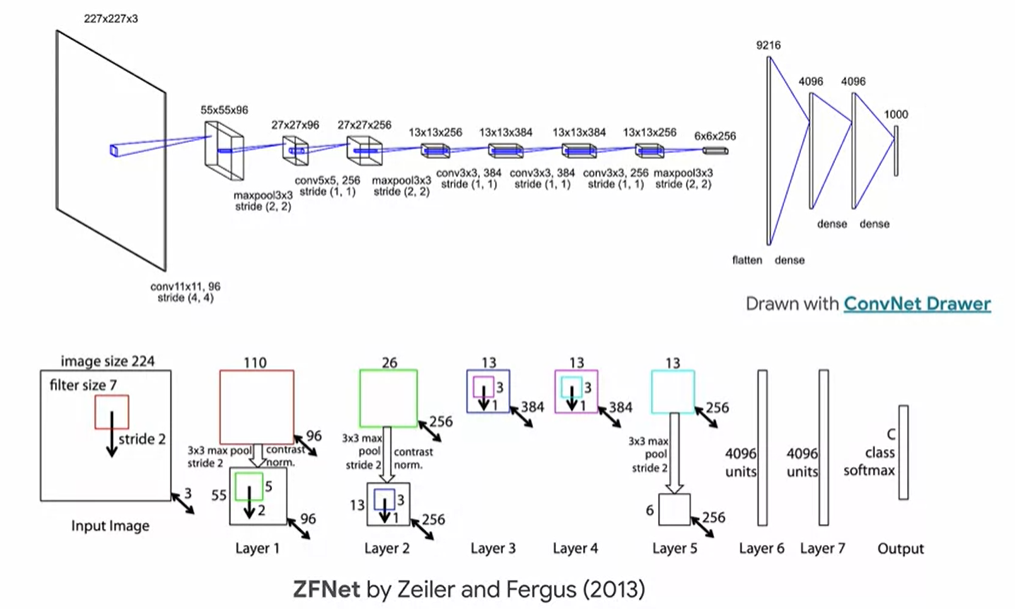 227x227x3
55x55x96
27x27x96
27x27x256
13x13x256
13x13x384
13x13x384
13x13x256
6x6x256
9216
4096
4096
1000
conv11x11, 96
stride (4, 4)
maxpool3x3
stride (2, 2)
conv5x5, 256
stride (1, 1)
maxpool3x3
stride (2, 2)
conv3x3, 384
stride (1, 1)
conv3x3, 384
stride (1, 1)
conv3x3, 256
stride (1, 1)
maxpool3x3
stride (2, 2)
flatten
dense
dense
dense
Drawn with ConvNet Drawer
image size 224
filter size 7
stride 2
3
Input Image
110
96
3x3 max pool
stride 2
contrast
norm.
55
5
2
96
Layer 1
26
256
3x3 max
pool
stride 2
contrast
norm.
13
3
1
256
Layer 2
13
3
1
384
Layer 3
13
3
1
384
Layer 4
13
256
3x3 max
pool
stride 2
6
256
Layer 5
4096
units
Layer 6
4096
units
Layer 7
C
class
softmax
Output
ZFNet by Zeiler and Fergus (2013)